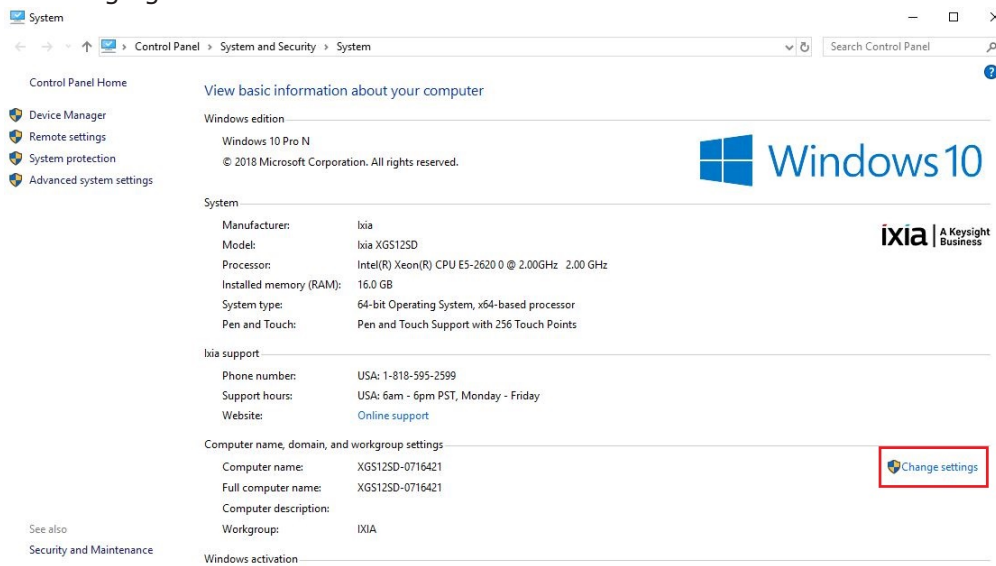 System
Control Panel > System and Security > System
Search Control Panel
Control Panel Home
Device Manager
Remote settings
System protection
Advanced system settings
See also
Security and Maintenance
View basic information about your computer
Windows edition
Windows 10 Pro N
© 2018 Microsoft Corporation. All rights reserved.
Windows 10
System
Manufacturer: Ixia
Model: Ixia XGS12SD
Processor: Intel(R) Xeon(R) CPU E5-2620 0 @ 2.00GHz 2.00 GHz
Installed memory (RAM): 16.0 GB
System type: 64-bit Operating System, x64-based processor
Pen and Touch: Pen and Touch Support with 256 Touch Points
ixia | A Keysight
Business
Ixia support
Phone number: USA: 1-818-595-2599
Support hours: USA: 6am - 6pm PST, Monday - Friday
Website: Online support
Computer name, domain, and workgroup settings
Computer name: XGS12SD-0716421
Full computer name: XGS12SD-0716421
Computer description:
Workgroup: IXIA
Change settings
Windows activation